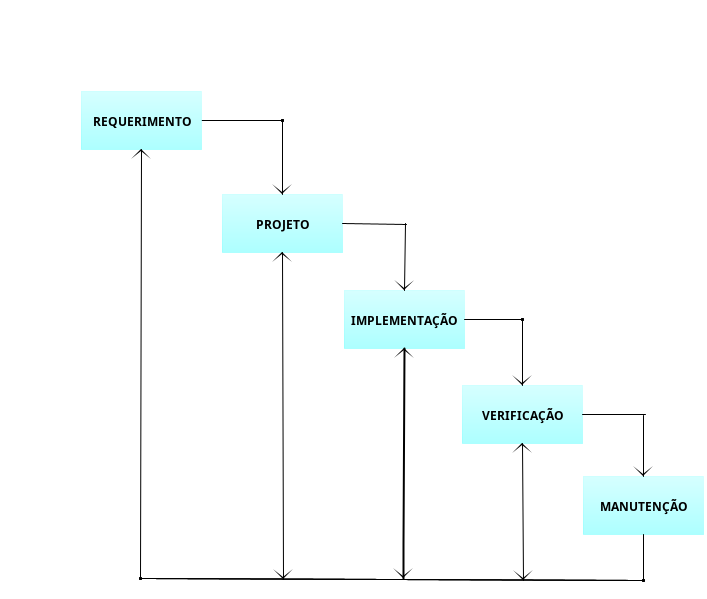 REQUERIMENTO
PROJETO
IMPLEMENTAÇÃO
VERIFICAÇÃO
MANUTENÇÃO